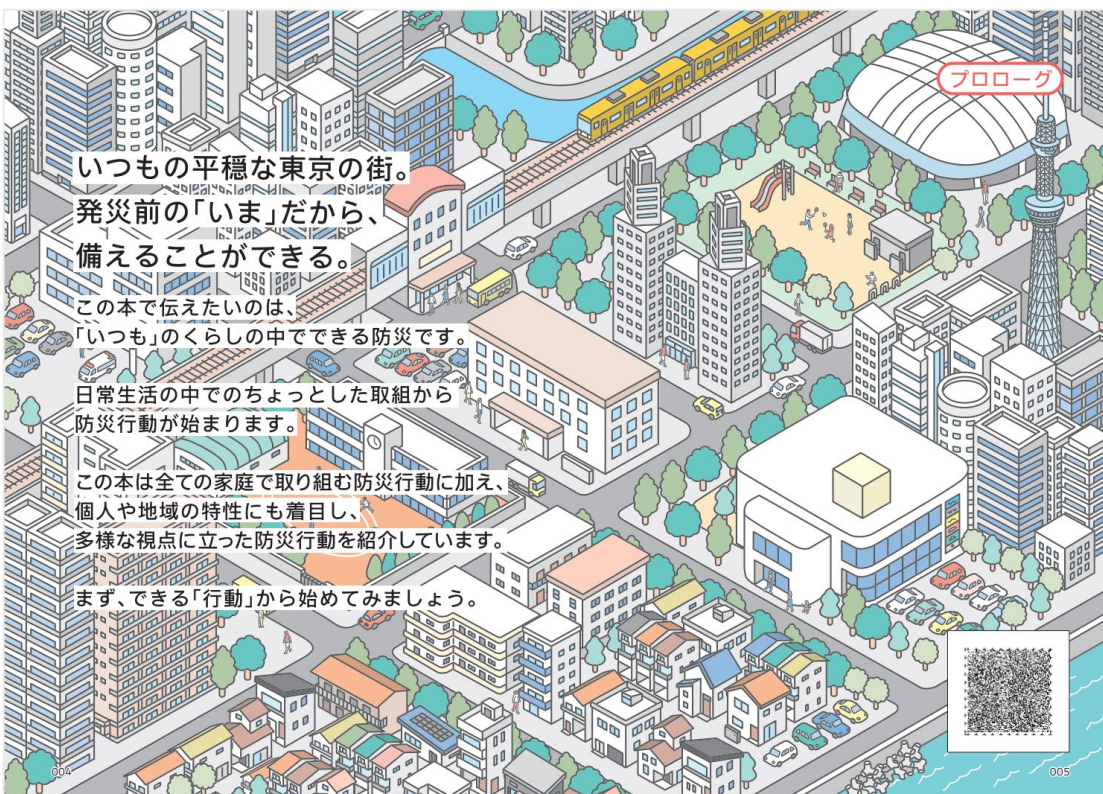 プロローグ
いつもの平穏な東京の街。
発災前の「いま」だから、
備えることができる。
この本で伝えたいのは、
「いつも」のくらしの中でできる防災です。
日常生活の中でのちょっとした取組から
防災行動が始まります。
この本は全ての家庭で取り組む防災行動に加え、
個人や地域の特性にも着目し、
多様な視点に立った防災行動を紹介しています。
まず、できる「行動」から始めてみましょう。
004
005